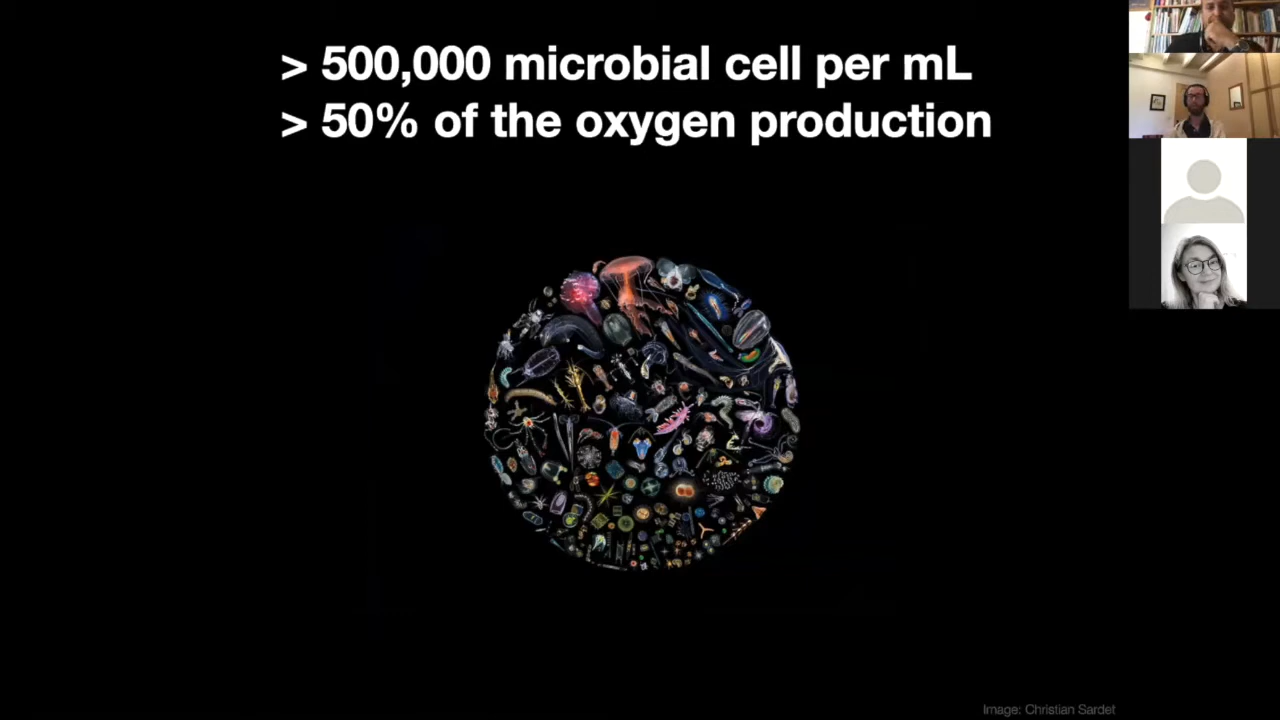 > 500,000 microbial cell per mL
> 50% of the oxygen production
Image: Christian Sardet